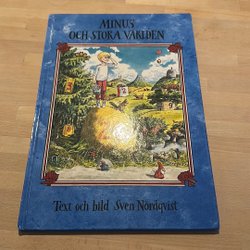 MINUS
OCH STORA VÄRLDEN
Text och bild Sven Nordqvist